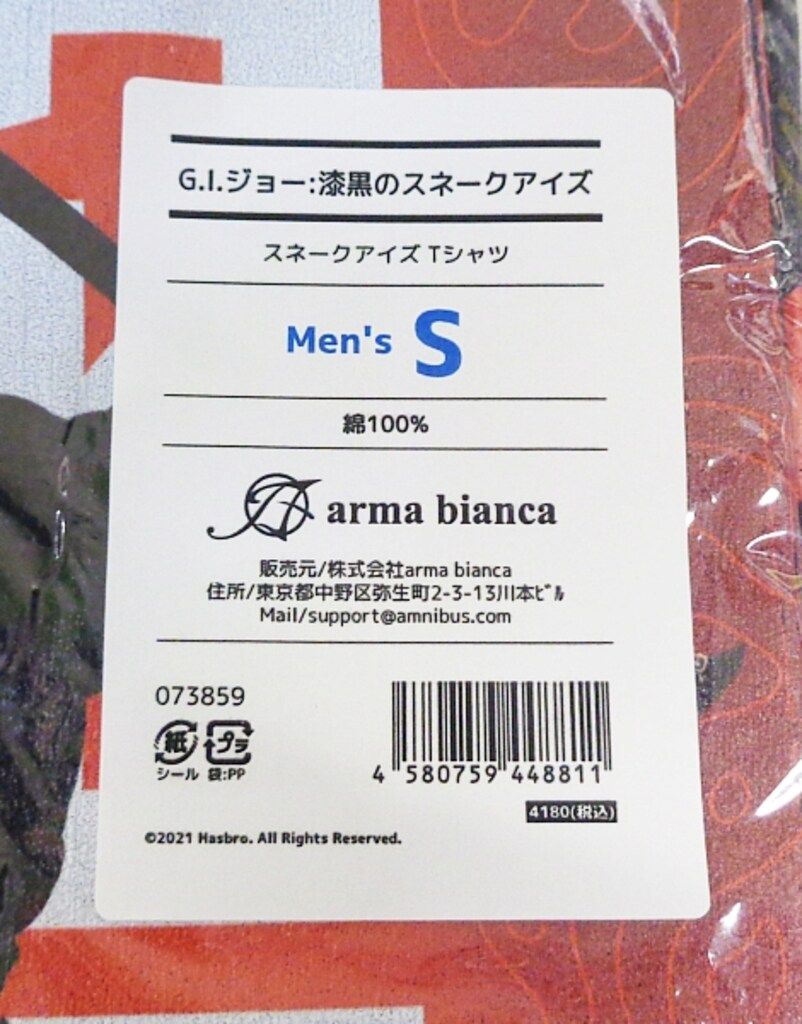 G.I.ジョー:漆黒のスネークアイズ
スネークアイズ Tシャツ
Men's S
綿100%
arma bianca
販売元/株式会社arma bianca
住所/東京都中野区弥生町2-3-13川本ビル
Mail/support@amnibus.com
073859
紙 プラ
シール 袋:PP
4 580759 448811
4180(税込)
©2021 Hasbro. All Rights Reserved.